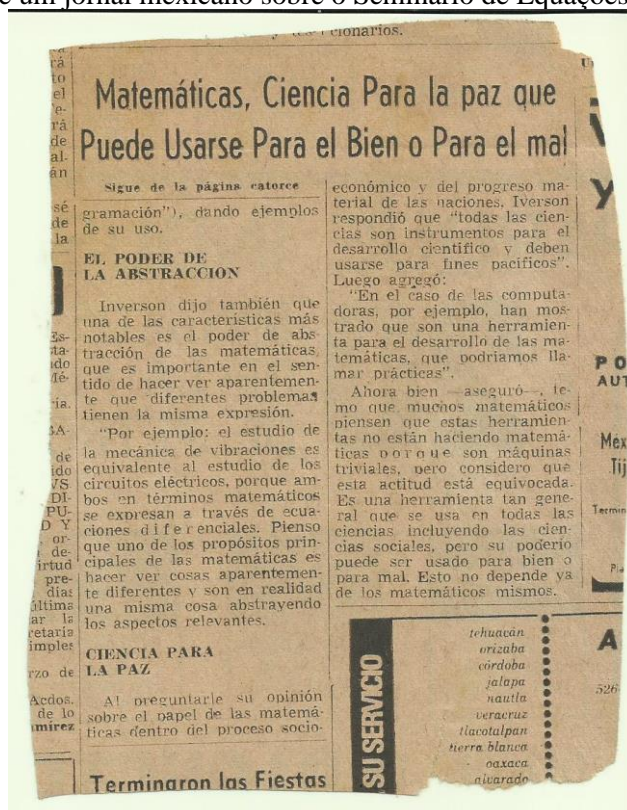 e um jornal mexicano sobre o Seminário de Equações
cionarios.
Matemáticas, Ciencia Para la paz que
Puede Usarse Para el Bien o Para el mal
Sigue de la página catorce
gramación"), dando ejemplos
de su uso.
EL PODER DE
LA ABSTRACCION
Inverson dijo también que
una de las características más
notables es el poder de abs-
tracción de las matemáticas,
que es importante en el sen-
tido de hacer ver aparentemen-
te que diferentes problemas
tienen la misma expresión.
"Por ejemplo: el estudio de
la mecánica de vibraciones es
equivalente al estudio de los
circuitos eléctricos, porque am-
bos en términos matemáticos
se expresan a través de ecua-
ciones diferenciales. Pienso
que uno de los propósitos prin-
cipales de las matemáticas es
hacer ver cosas aparentemen-
te diferentes y son en realidad
una misma cosa abstrayendo
los aspectos relevantes.
CIENCIA PARA
LA PAZ
Al preguntarle su opinión
sobre el papel de las matemá-
ticas dentro del proceso socio-
económico y del progreso ma-
terial de las naciones, Iverson
respondió que "todas las cien-
cias son instrumentos para el
desarrollo científico y deben
usarse para fines pacíficos".
Luego agregó:
"En el caso de las computa-
doras, por ejemplo, han mos-
trado que son una herramien-
ta para el desarrollo de las ma-
temáticas, que podríamos lla-
mar prácticas".
Ahora bien —aseguró—, te-
mo que muchos matemáticos
piensen que estas herramien-
tas no están haciendo matemá-
ticas porque son máquinas
triviales, pero considero que
esta actitud está equivocada.
Es una herramienta tan gene-
ral que se usa en todas las
ciencias incluyendo las cien-
cias sociales, pero su poderío
puede ser usado para bien o
para mal. Esto no depende ya
de los matemáticos mismos.
Terminaron las Fiestas
SU SERVICIO
tehuacán
orizaba
córdoba
jalapa
nautla
veracruz
tlacotalpan
tierra blanca
oaxaca
alvarado
Y
PO
AUT
Méx
Tij
Termin
A
526-